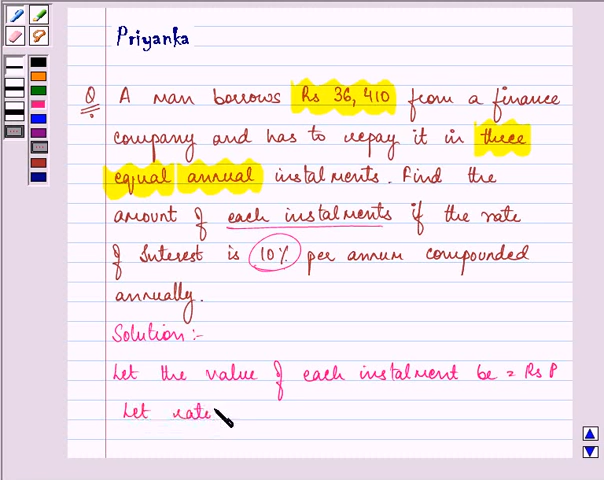 Priyanka
Q A man borrows Rs 36,410 from a finance
company and has to repay it in three
equal annual instalments. Find the
amount of each instalments if the rate
of Interest is 10% per annum compounded
annually.
Solution:-
Let the value of each instalment be = Rs P
Let rate